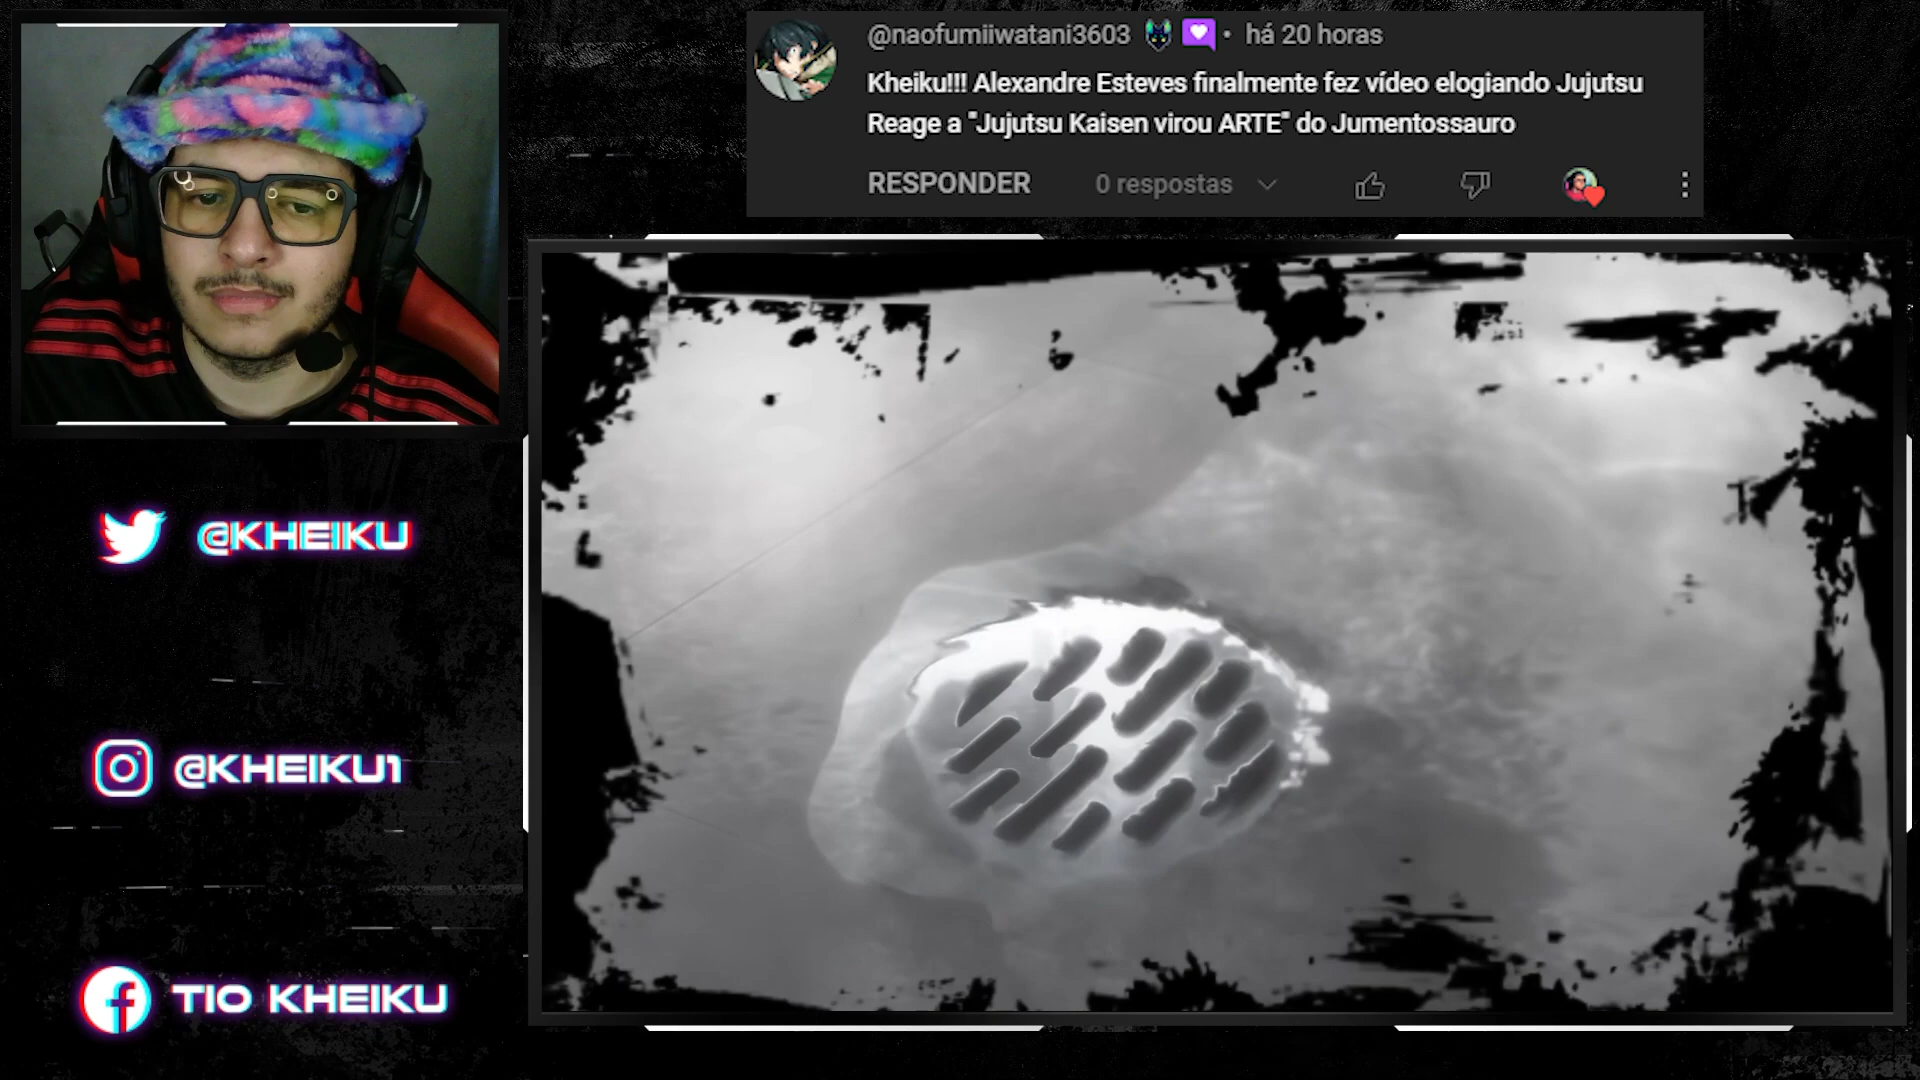 @naofumiiwatani3603 • há 20 horas
Kheiku!!! Alexandre Esteves finalmente fez vídeo elogiando Jujutsu
Reage a "Jujutsu Kaisen virou ARTE" do Jumentossauro
RESPONDER 0 respostas
@KHEIKU
@KHEIKU1
TIO KHEIKU